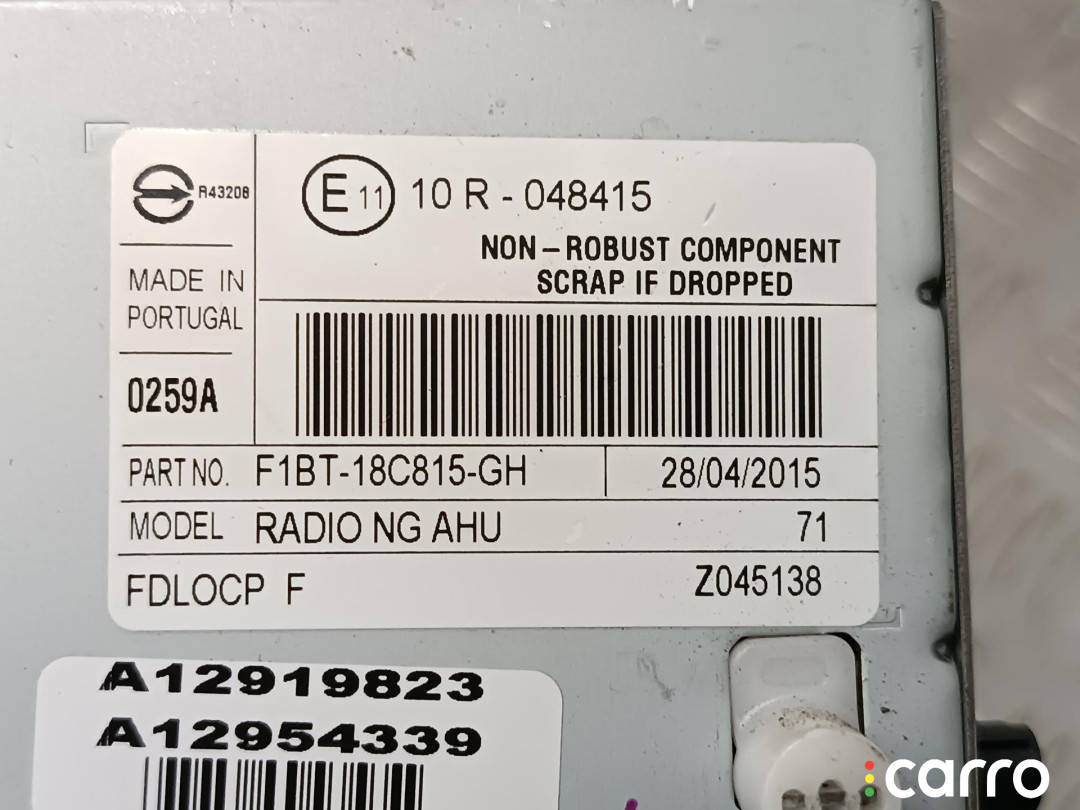 R43208
E 11 10 R - 048415
NON-ROBUST COMPONENT
SCRAP IF DROPPED
MADE IN
PORTUGAL
0259A
PART NO. F1BT-18C815-GH 28/04/2015
MODEL RADIO NG AHU 71
FDLOCP F Z045138
A12919823
A12954339
carro